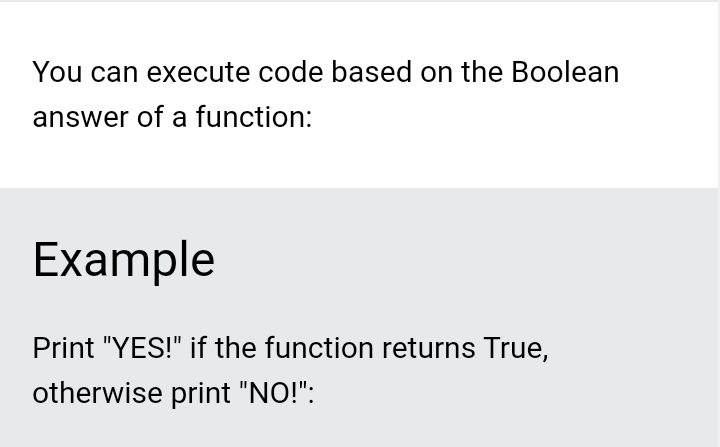 You can execute code based on the Boolean
answer of a function:
Example
Print "YES!" if the function returns True,
otherwise print "NO!":